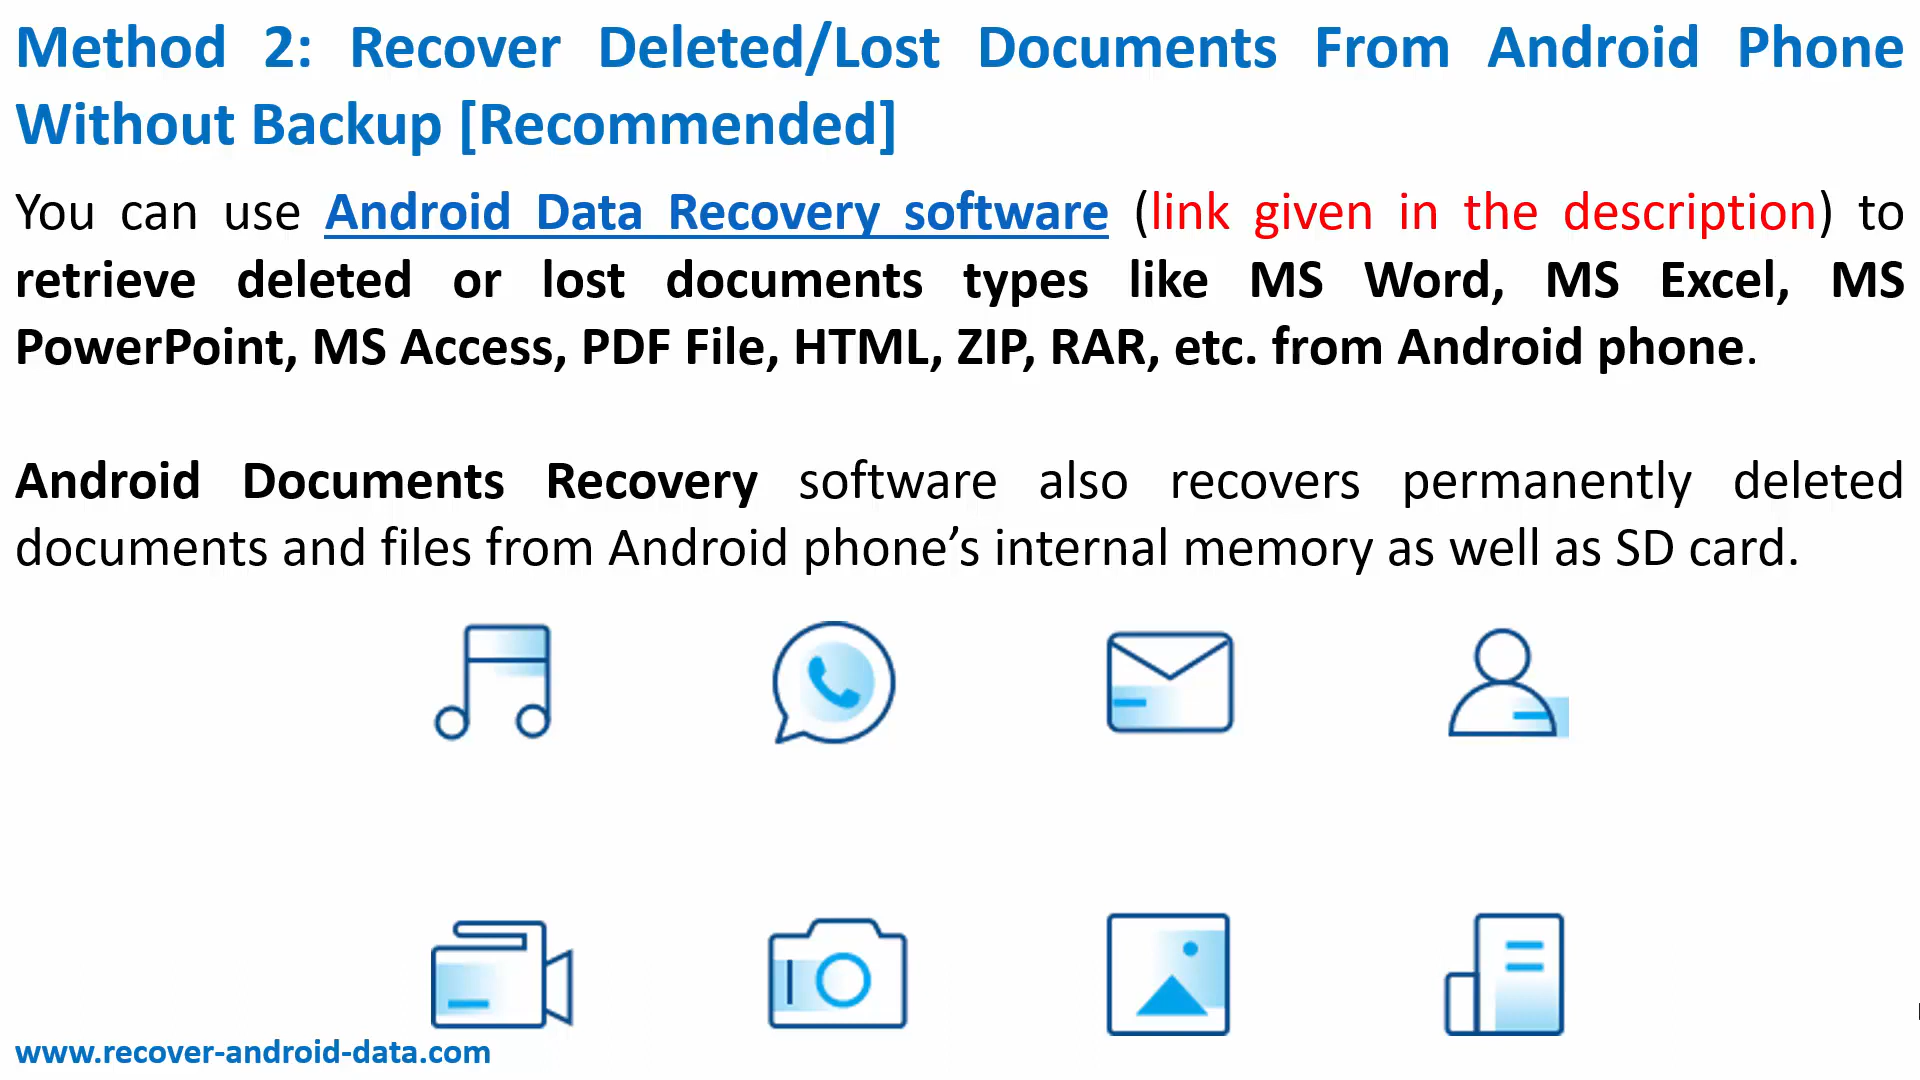 Method 2: Recover Deleted/Lost Documents From Android Phone
Without Backup [Recommended]
You can use Android Data Recovery software (link given in the description) to
retrieve deleted or lost documents types like MS Word, MS Excel, MS
PowerPoint, MS Access, PDF File, HTML, ZIP, RAR, etc. from Android phone.
Android Documents Recovery software also recovers permanently deleted
documents and files from Android phone’s internal memory as well as SD card.
www.recover-android-data.com